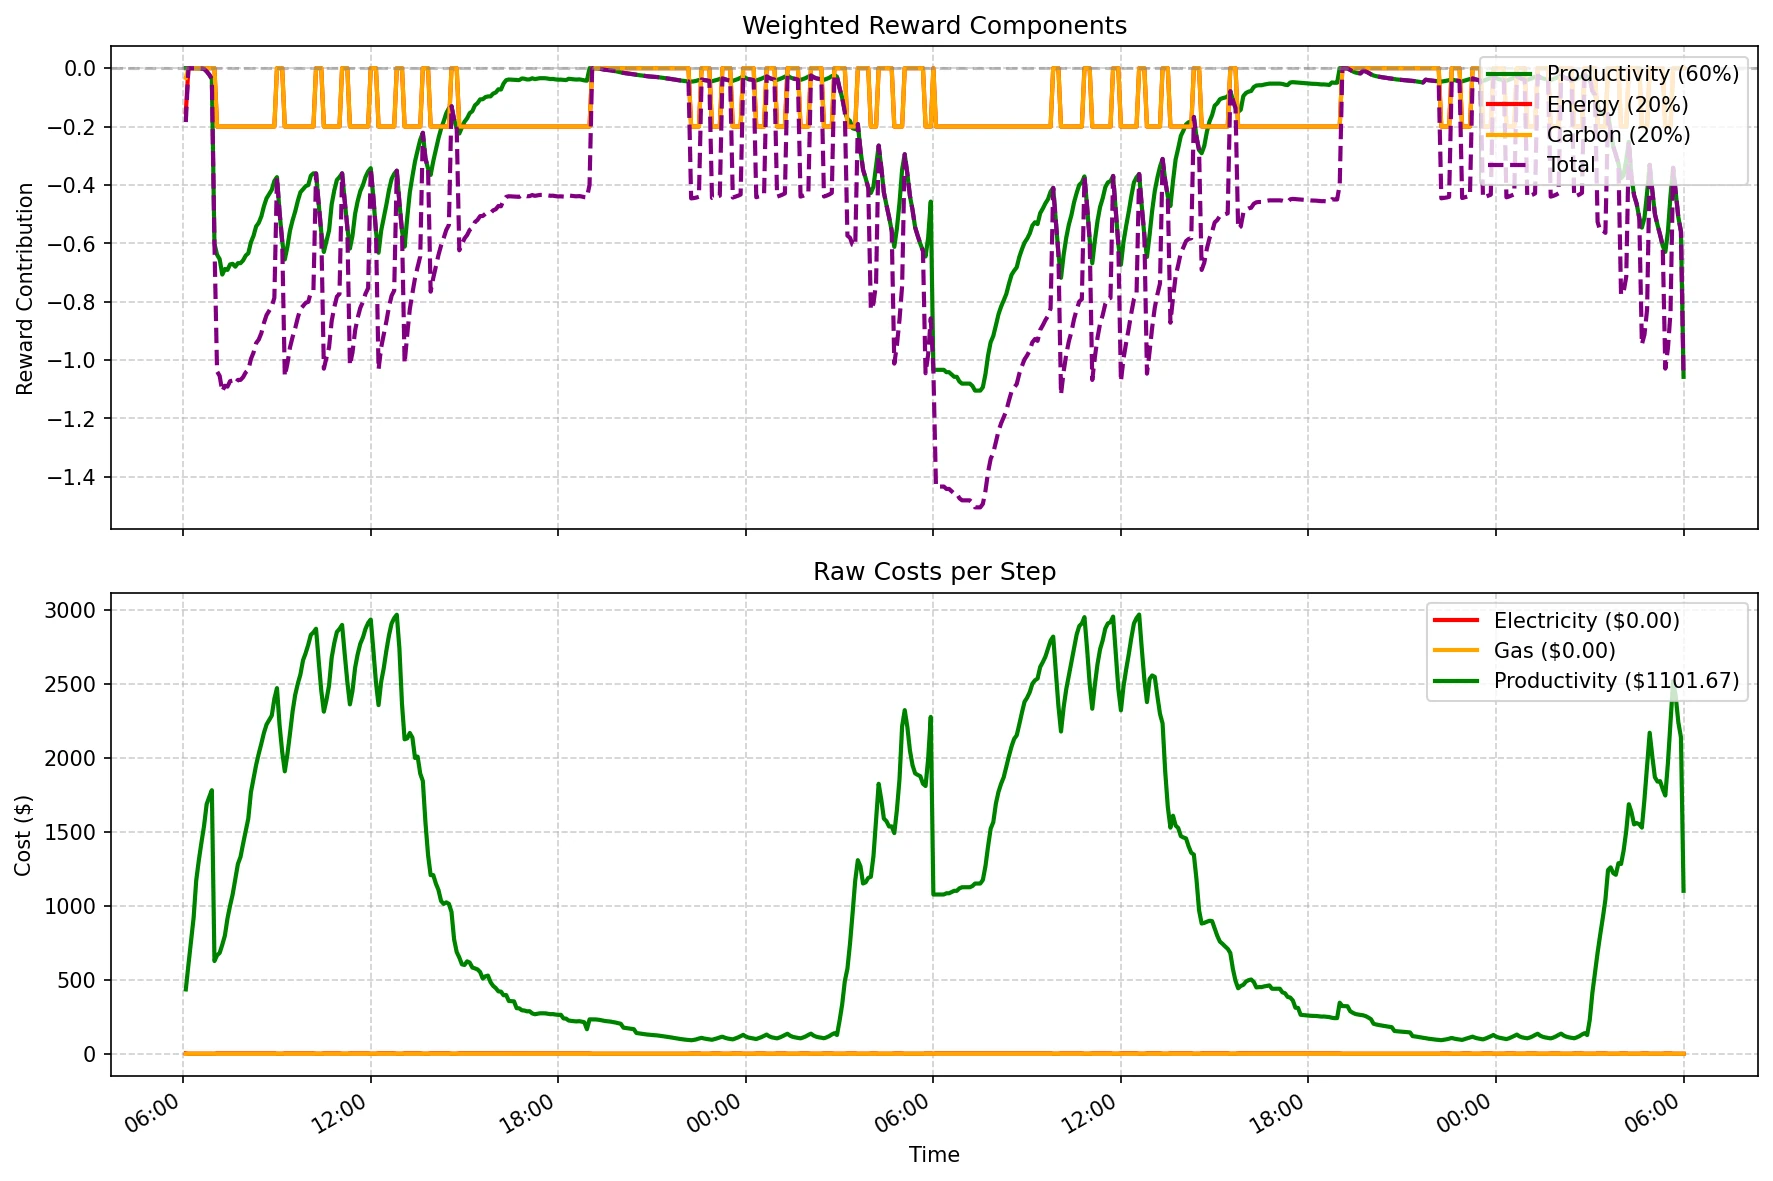 Weighted Reward Components
Reward Contribution
0.0
−0.2
−0.4
−0.6
−0.8
−1.0
−1.2
−1.4
Productivity (60%)
Energy (20%)
Carbon (20%)
Total
Raw Costs per Step
Cost ($)
3000
2500
2000
1500
1000
500
0
Electricity ($0.00)
Gas ($0.00)
Productivity ($1101.67)
06:00
12:00
18:00
00:00
06:00
12:00
18:00
00:00
06:00
Time